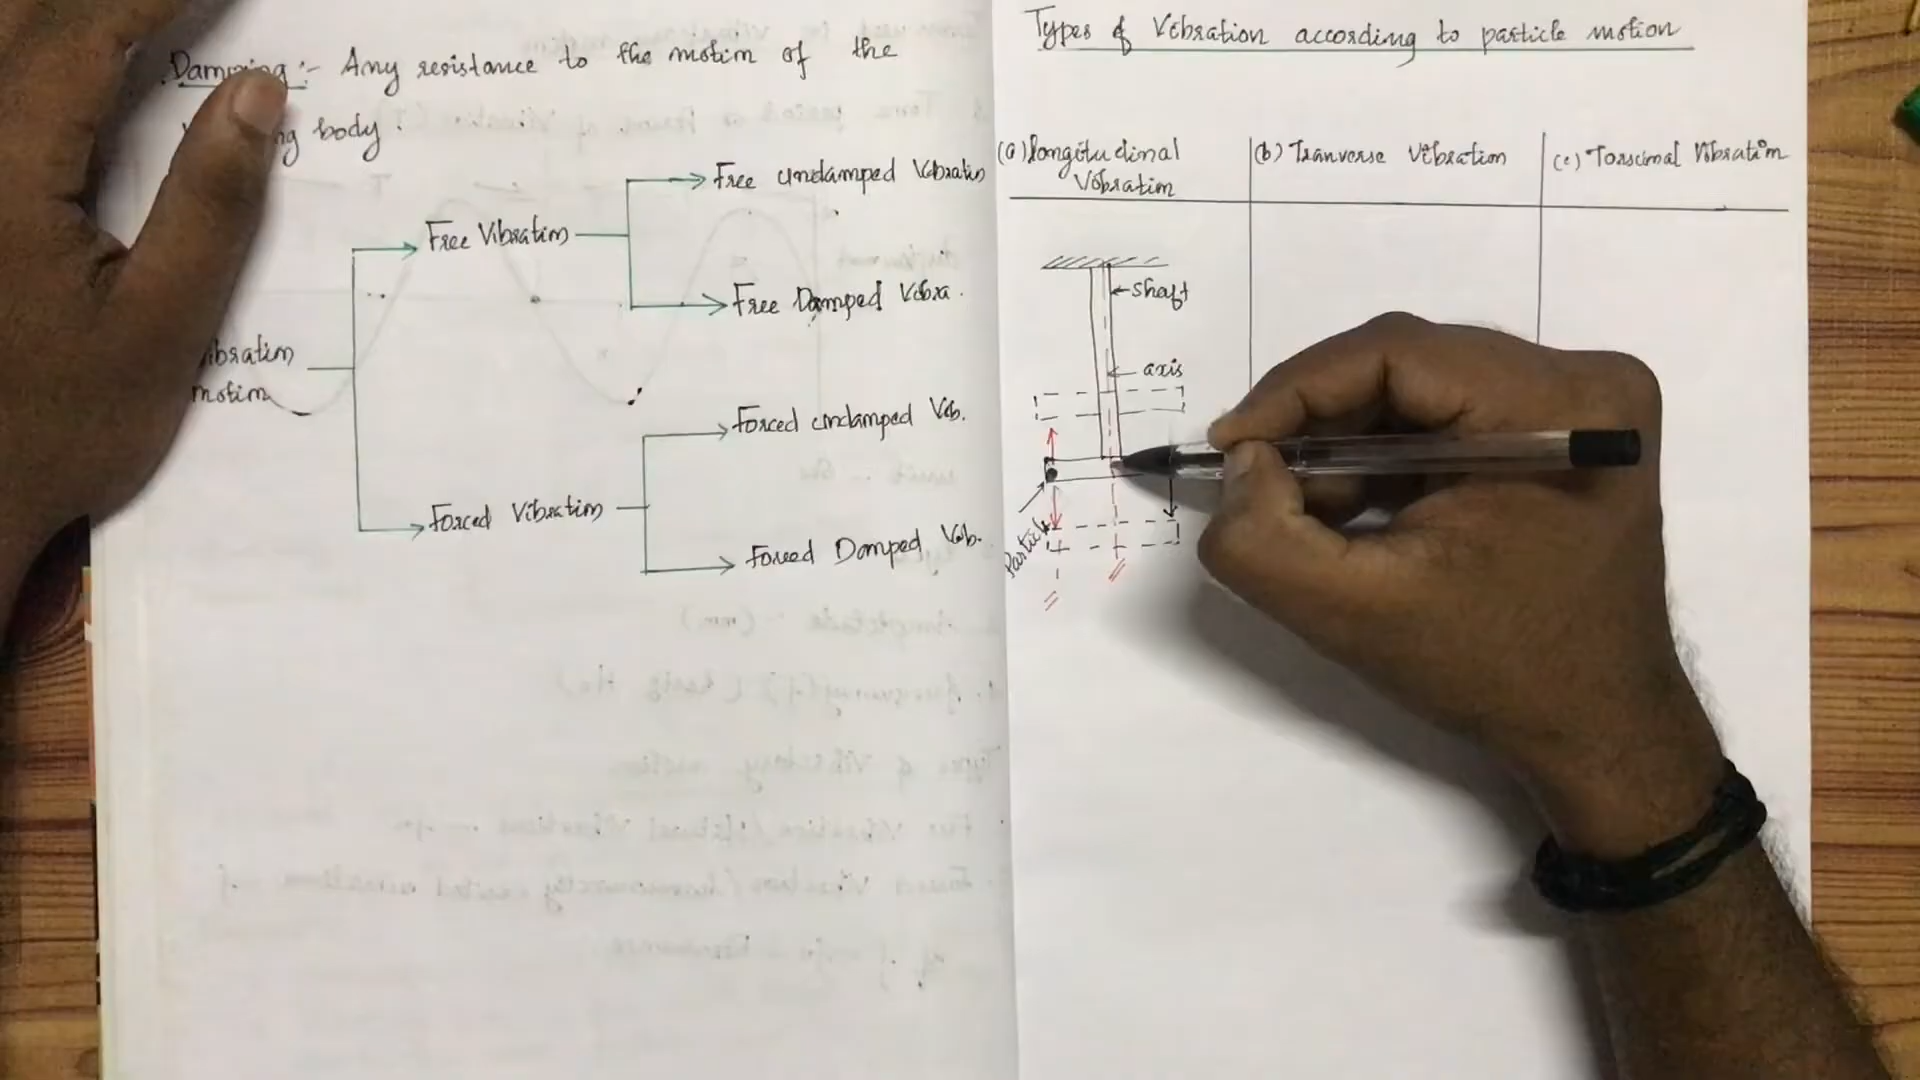 Damping :- Any resistance to the motion of the
ng body.
Free Undamped Vibration
Free Vibration
Free Damped Vibra.
Vibration
motion
Forced Undamped Vib.
Forced Vibration
Forced Damped Vib.
Types of Vibration according to particle motion
(a) Longitudinal
Vibration
(b) Tranverse Vibration
(c) Torsional Vibration
shaft
axis
Particle